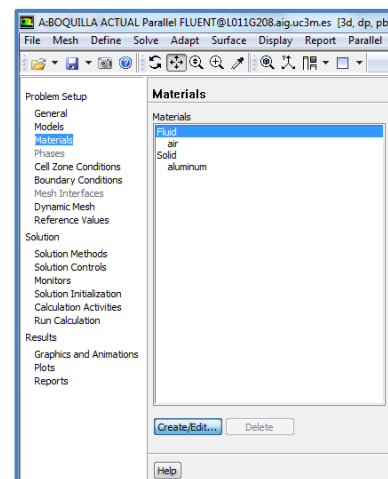 A:BOQUILLA ACTUAL Parallel FLUENT@L011G208.aig.uc3m.es [3d, dp, pb
File Mesh Define Solve Adapt Surface Display Report Parallel
Problem Setup
General
Models
Materials
Phases
Cell Zone Conditions
Boundary Conditions
Mesh Interfaces
Dynamic Mesh
Reference Values
Solution
Solution Methods
Solution Controls
Monitors
Solution Initialization
Calculation Activities
Run Calculation
Results
Graphics and Animations
Plots
Reports
Materials
Materials
Fluid
air
Solid
aluminum
Create/Edit... Delete
Help